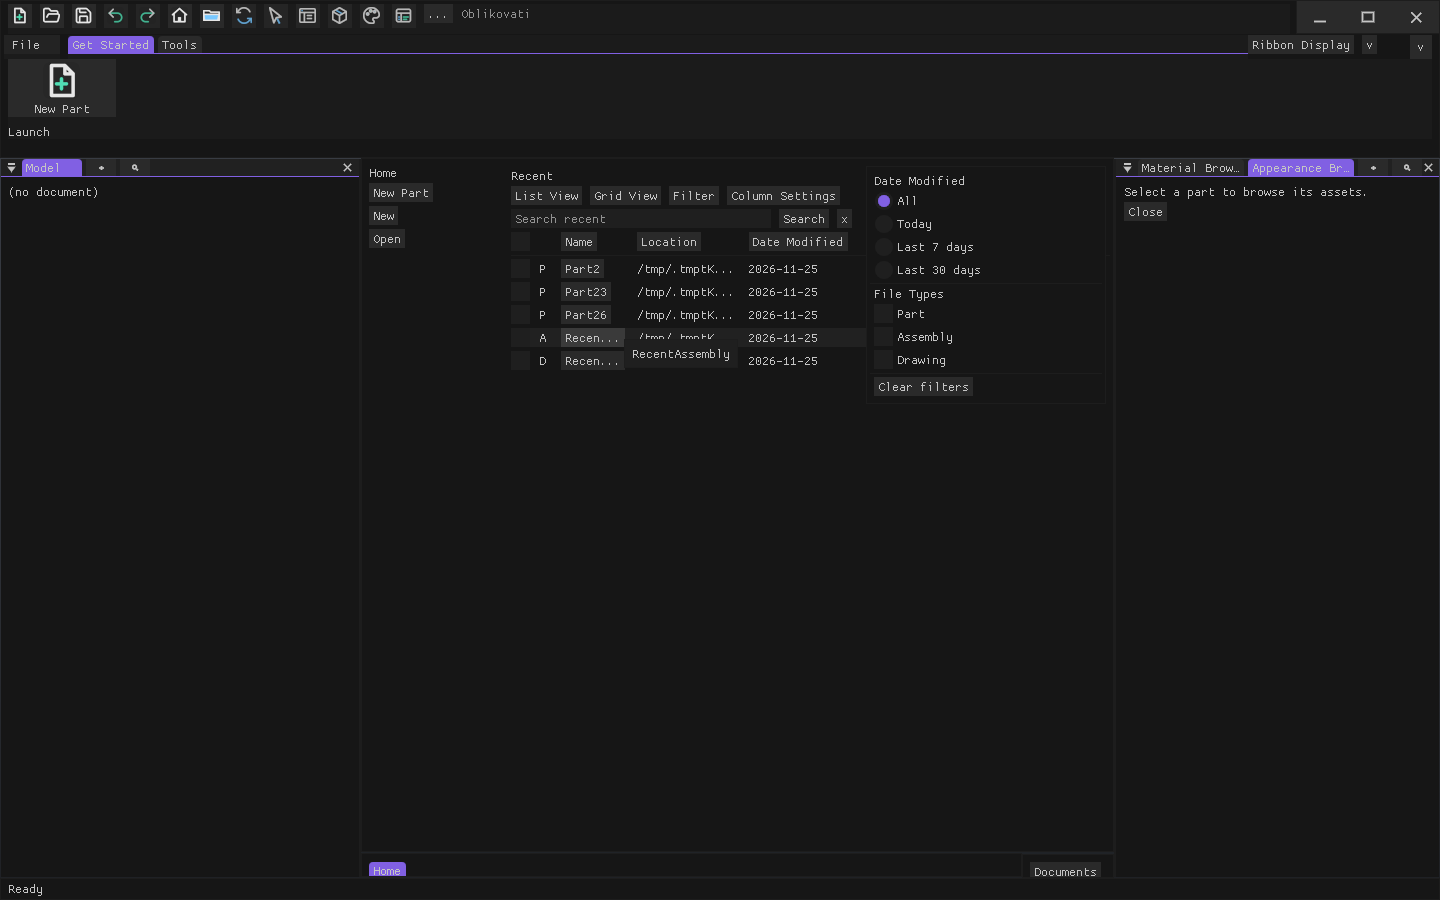 ... Oblikovati
File Get Started Tools Ribbon Display v v
New Part
Launch
Model
(no document)
Home
New Part
New
Open
Recent
List View Grid View Filter Column Settings
Search recent Search x
Name Location Date Modified
P Part2 /tmp/.tmptK... 2026-11-25
P Part23 /tmp/.tmptK... 2026-11-25
P Part26 /tmp/.tmptK... 2026-11-25
A Recen... /tmp/.tmptK 2026-11-25
RecentAssembly
D Recen... 2026-11-25
Date Modified
All
Today
Last 7 days
Last 30 days
File Types
Part
Assembly
Drawing
Clear filters
Material Brow... Appearance Br...
Select a part to browse its assets.
Close
Home Documents
Ready